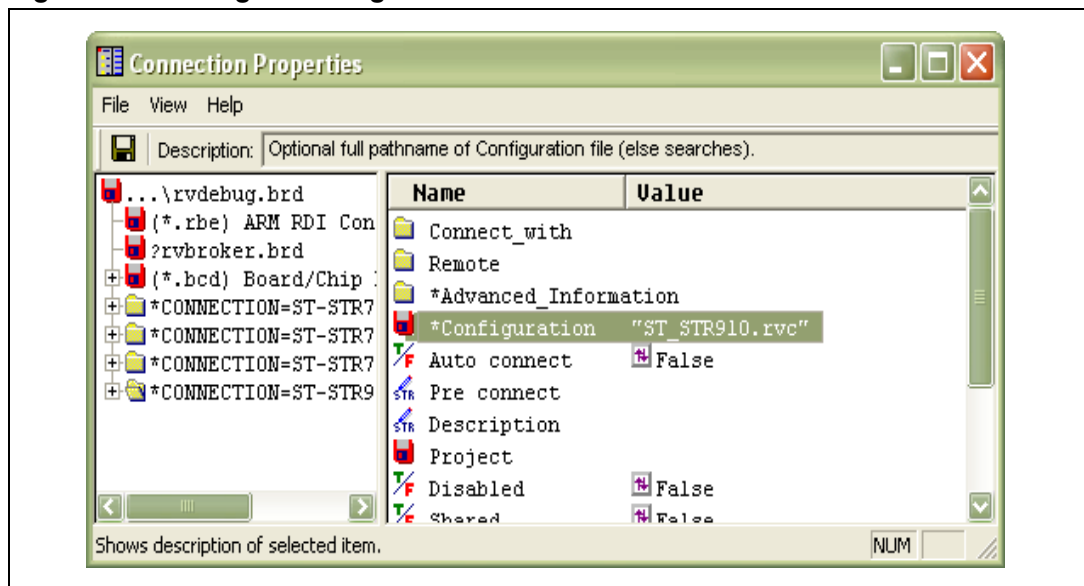 Connection Properties
File View Help
Description: Optional full pathname of Configuration file (else searches).
...\rvdebug.brd
(*.rbe) ARM RDI Con
?rvbroker.brd
(*.bcd) Board/Chip
*CONNECTION=ST-STR7
*CONNECTION=ST-STR7
*CONNECTION=ST-STR7
*CONNECTION=ST-STR9
Name Value
Connect_with
Remote
*Advanced_Information
*Configuration "ST_STR910.rvc"
T/F Auto connect False
STR Pre connect
STR Description
Project
T/F Disabled False
T/F Shared False
Shows description of selected item.
NUM